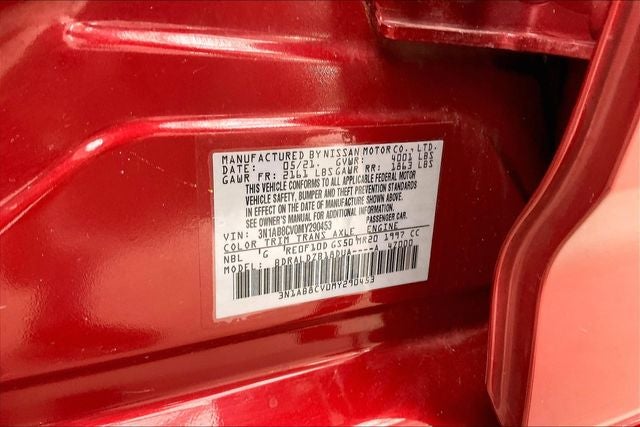 MANUFACTURED BY NISSAN MOTOR CO., LTD.
DATE: 05/21. GVWR: 4001 LBS
GAWR FR: 2161 LBS GAWR RR: 1863 LBS
THIS VEHICLE CONFORMS TO ALL APPLICABLE FEDERAL MOTOR
VEHICLE SAFETY, BUMPER AND THEFT PREVENTION STANDARDS
IN EFFECT ON THE DATE OF MANUFACTURE SHOWN ABOVE.
SEE OWNER'S MANUAL FOR ADDITIONAL INFORMATION
VIN: 3N1AB8CV0MY290453 PASSENGER CAR
COLOR TRIM TRANS AXLE ENGINE
NBL G RE0F10D GS50 MR20 1997 CC
MODEL: BDRALDZB18DUA----A 47000
3N1AB8CV0MY290453